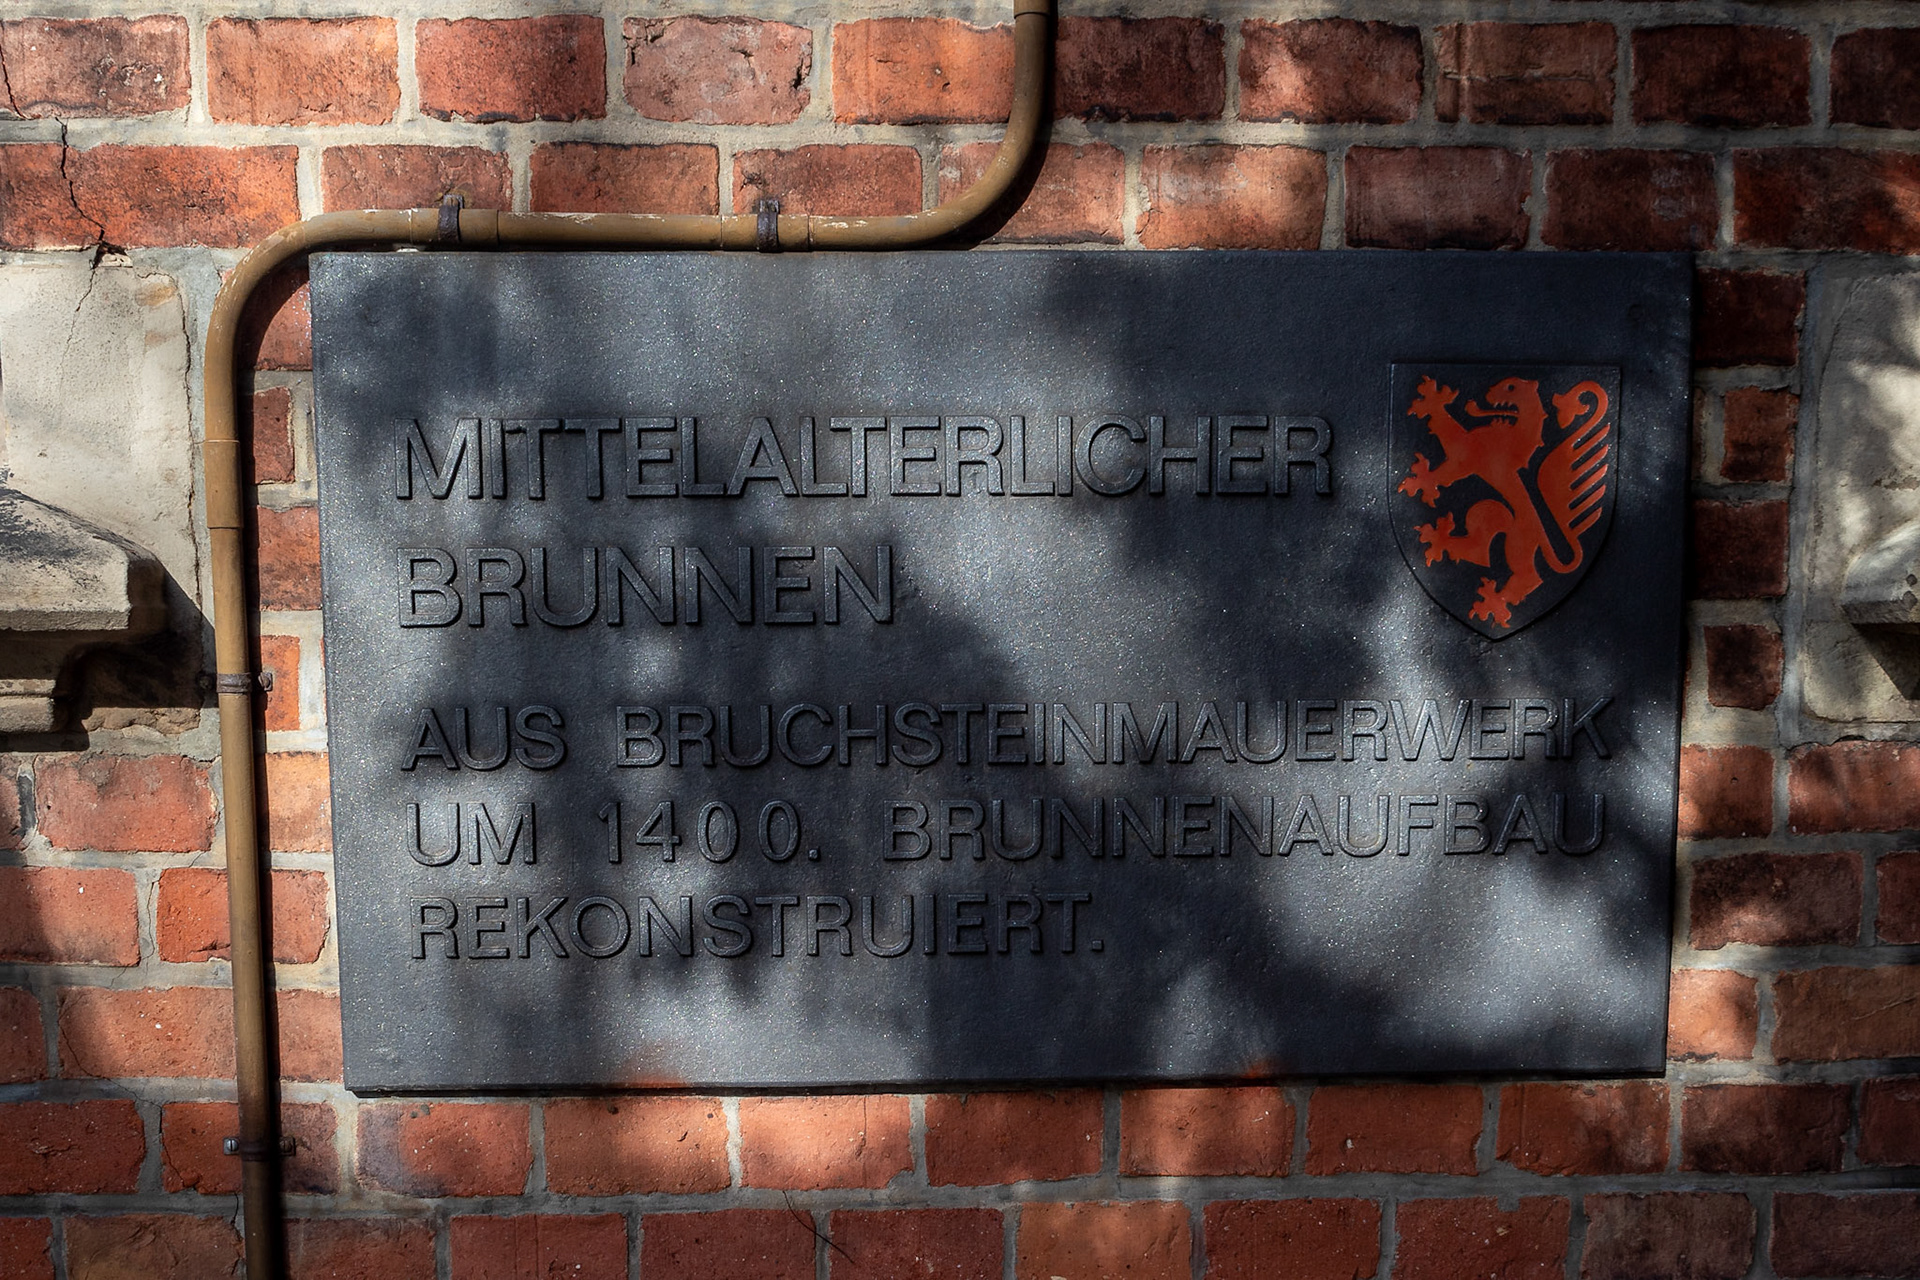 MITTELALTERLICHER
BRUNNEN
AUS BRUCHSTEINMAUERWERK
UM 1400. BRUNNENAUFBAU
REKONSTRUIERT.